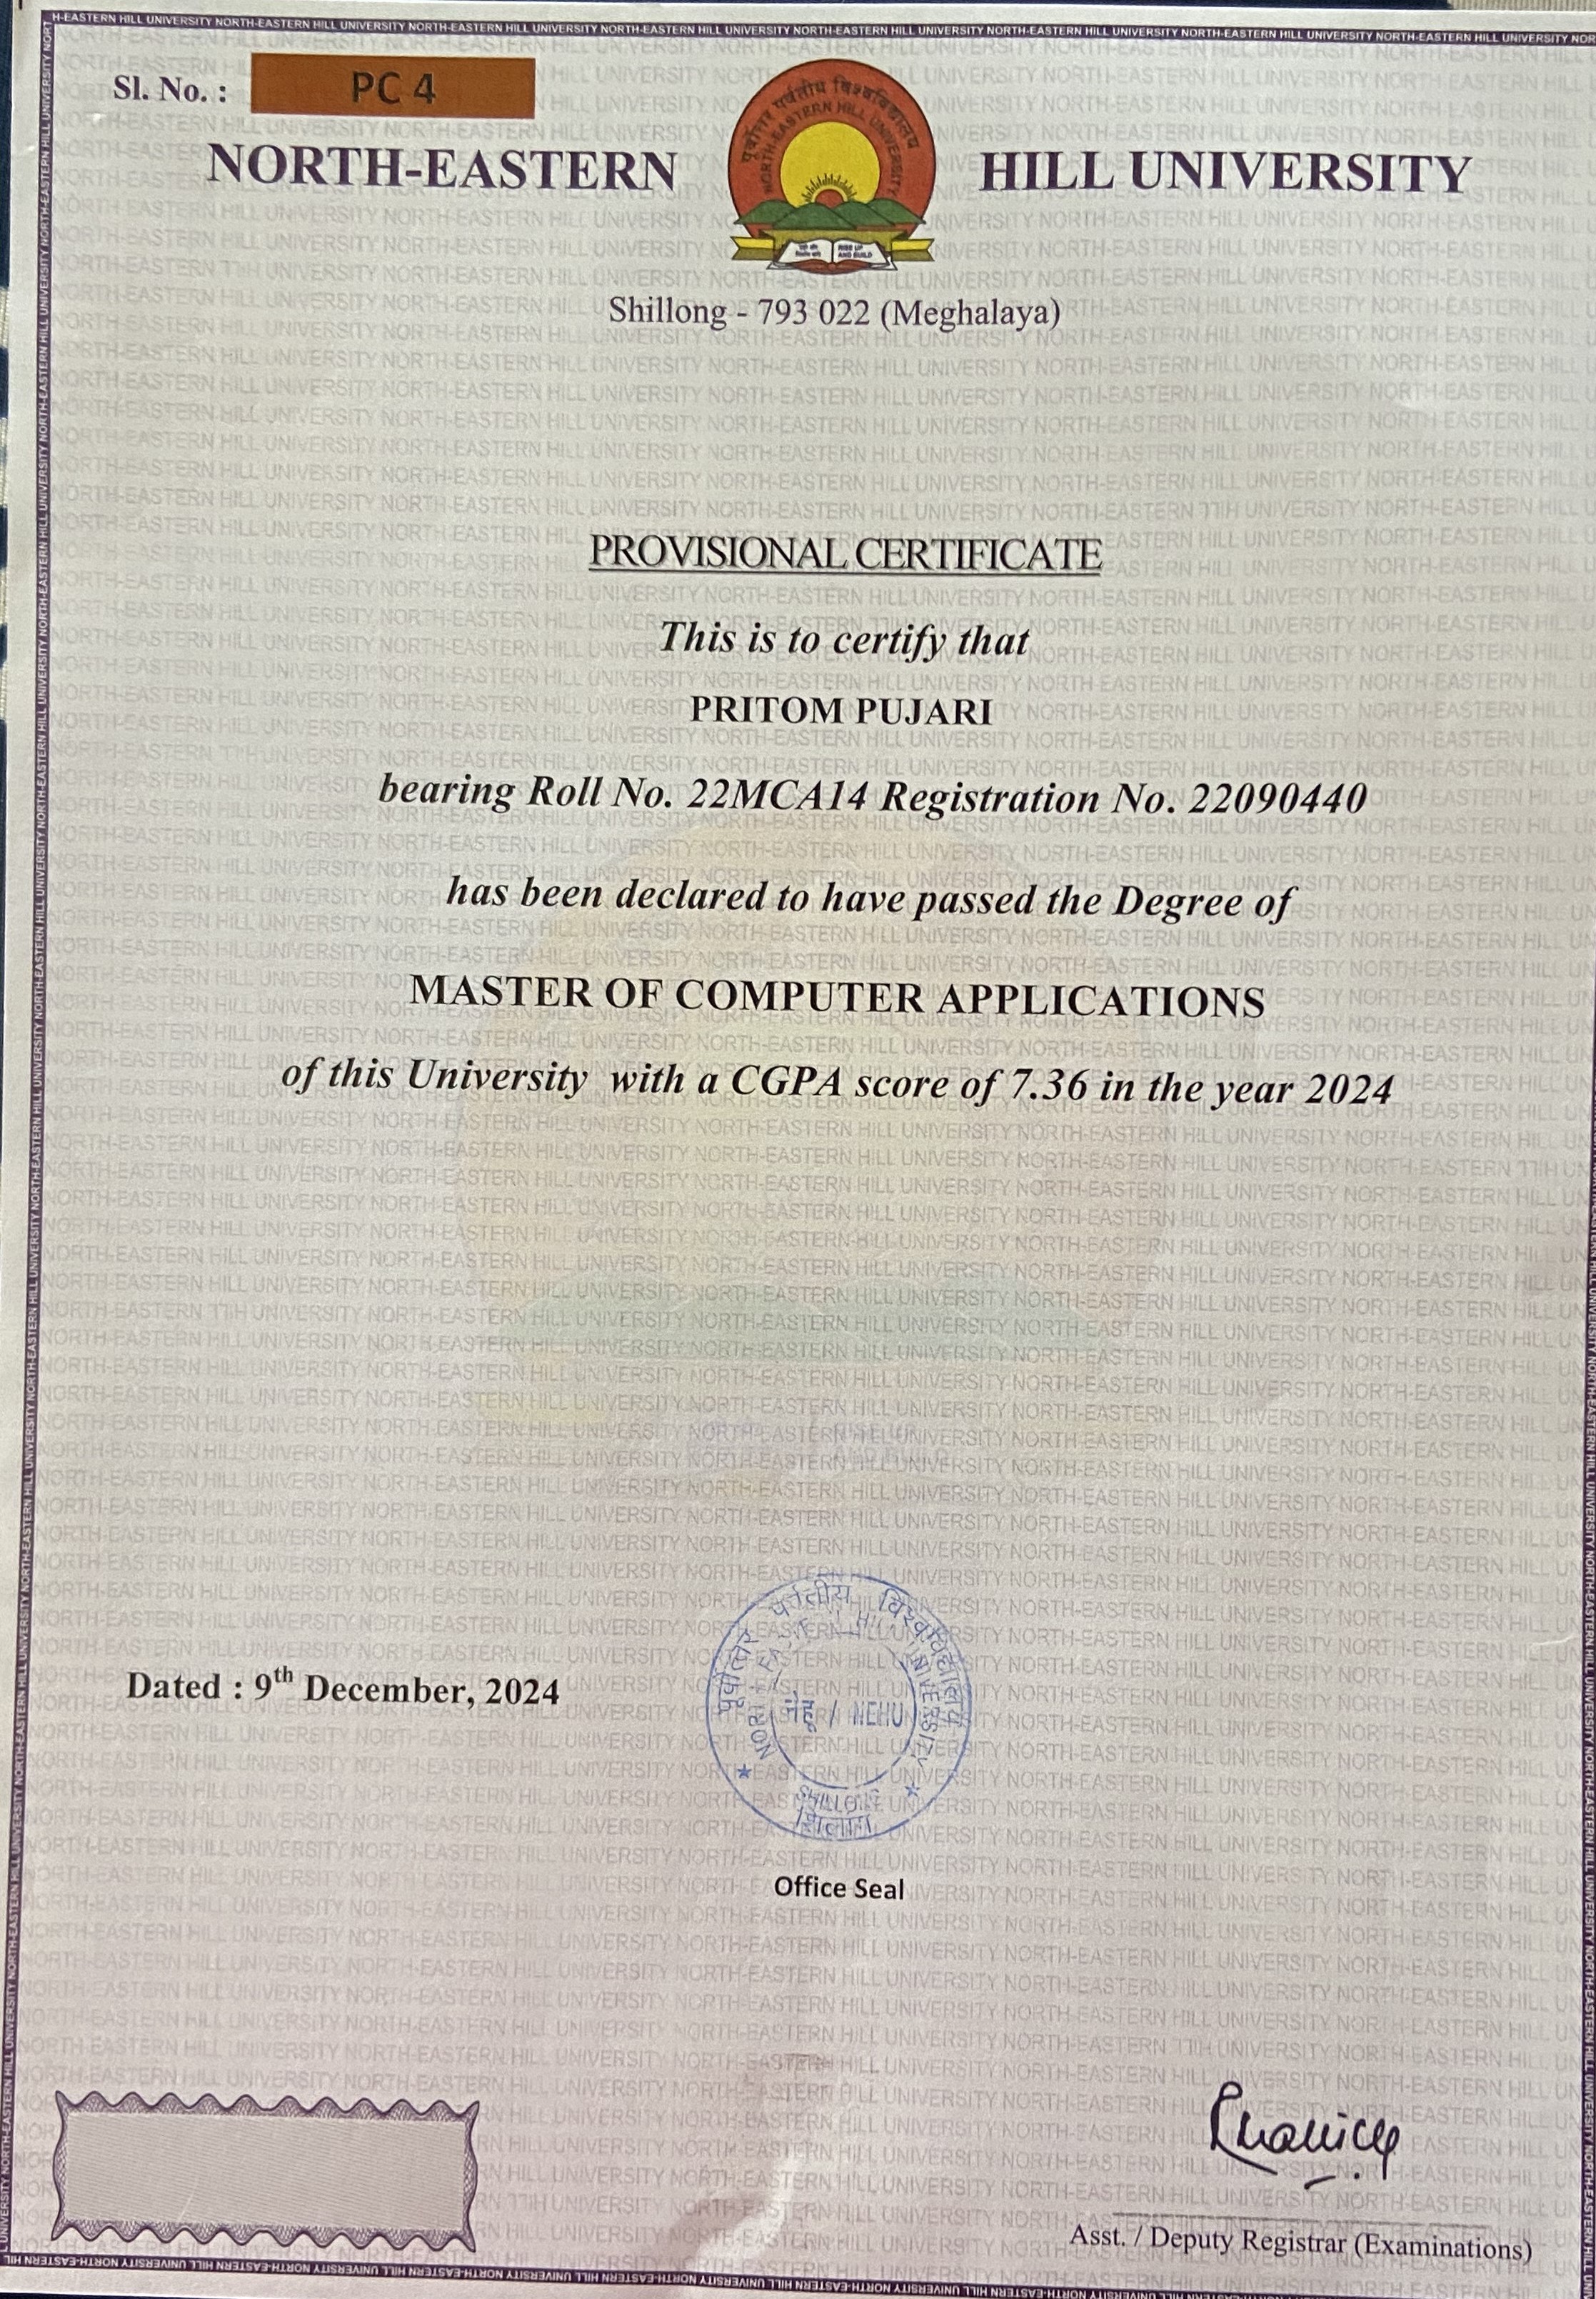 Sl. No. : PC 4
पूर्वोत्तर पर्वतीय विश्वविद्यालय
NORTH-EASTERN HILL UNIVERSITY
NORTH-EASTERN HILL UNIVERSITY
RISE UP AND BUILD
Shillong - 793 022 (Meghalaya)
PROVISIONAL CERTIFICATE
This is to certify that
PRITOM PUJARI
bearing Roll No. 22MCA14 Registration No. 22090440
has been declared to have passed the Degree of
MASTER OF COMPUTER APPLICATIONS
of this University with a CGPA score of 7.36 in the year 2024
Dated : 9th December, 2024
पूर्वोत्तर पर्वतीय विश्वविद्यालय
NORTH-EASTERN HILL UNIVERSITY
नेहू / NEHU
SHILLONG
शिलांग
Office Seal
Asst. / Deputy Registrar (Examinations)